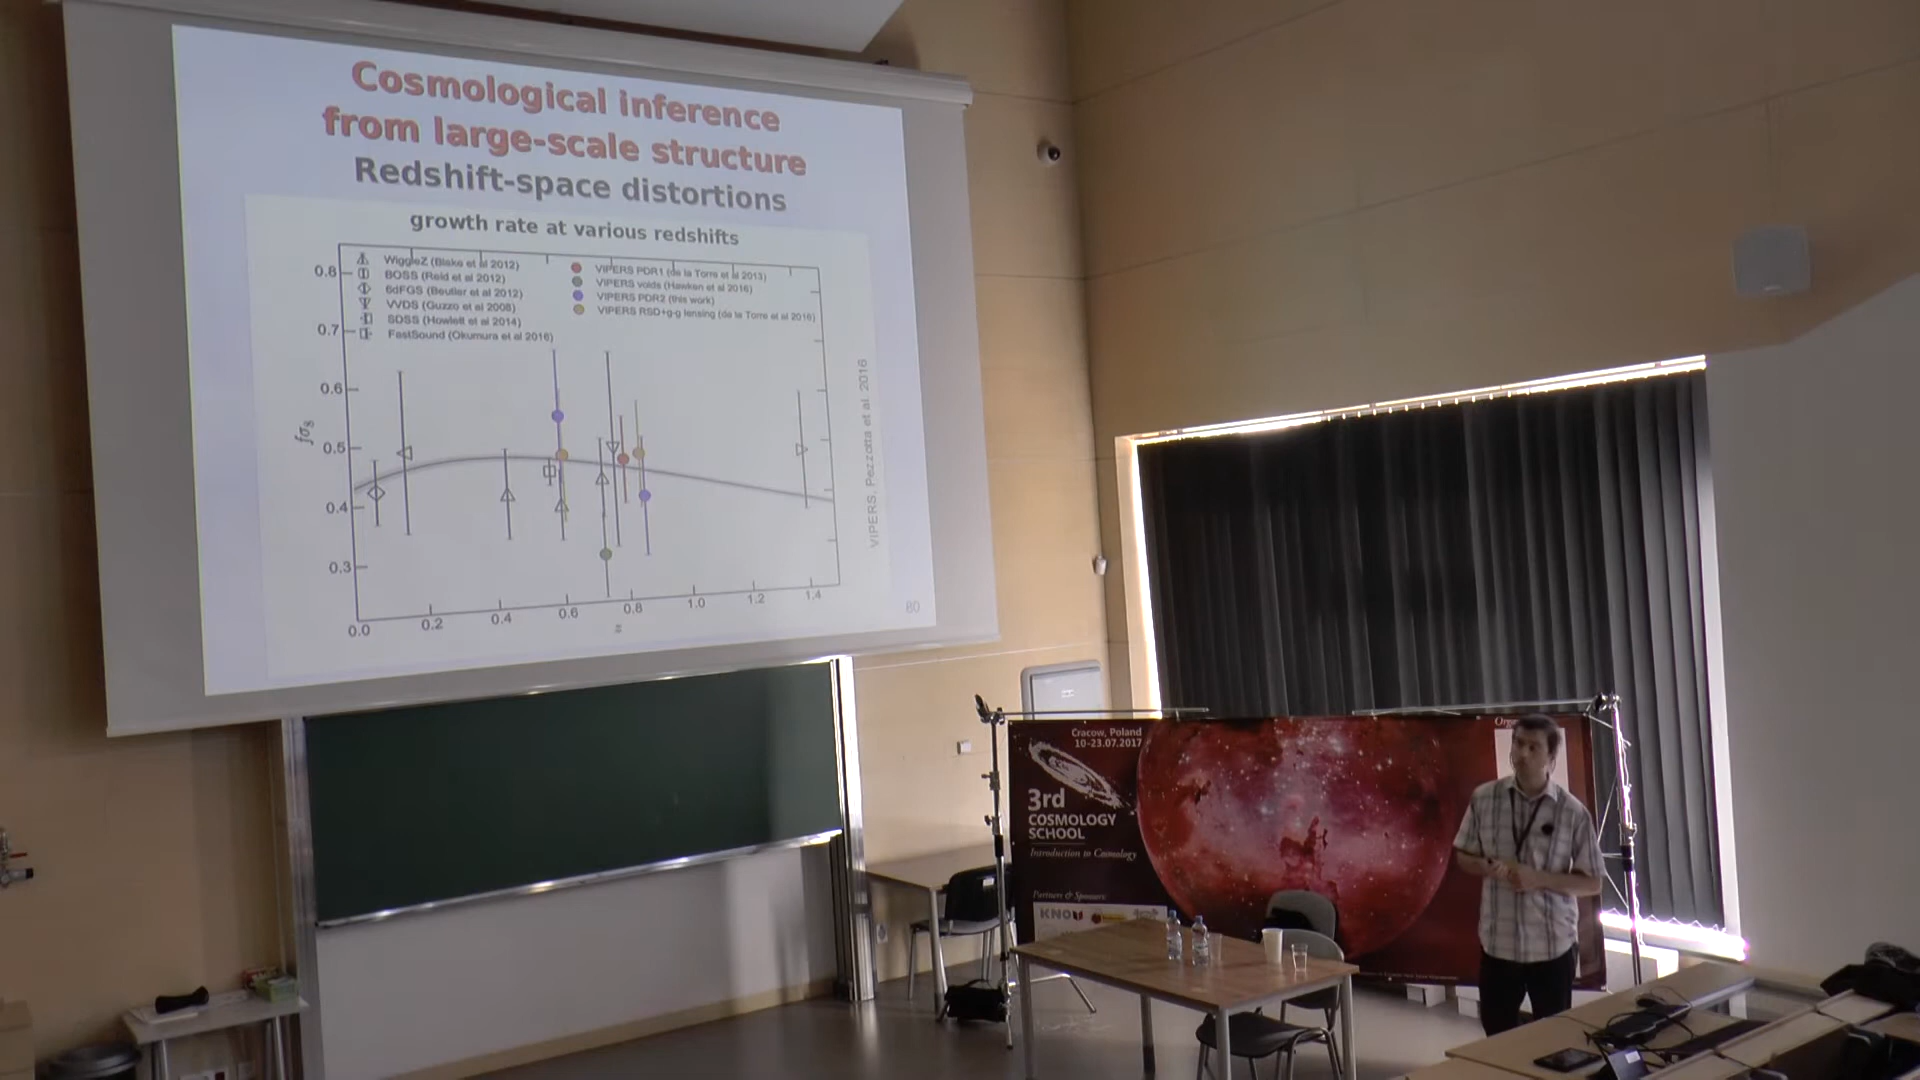 Cosmological inference
from large-scale structure
Redshift-space distortions
growth rate at various redshifts
WiggleZ (Blake et al 2012)
BOSS (Reid et al 2012)
6dFGS (Beutler et al 2012)
VVDS (Guzzo et al 2008)
SDSS (Howlett et al 2014)
FastSound (Okumura et al 2016)
VIPERS PDR1 (de la Torre et al 2013)
VIPERS voids (Hawken et al 2016)
VIPERS PDR2 (this work)
VIPERS RSD+g-g lensing (de la Torre et al 2016)
0.8
0.7
0.6
0.5
0.4
0.3
fσ8
0.0 0.2 0.4 0.6 0.8 1.0 1.2 1.4
z
VIPERS, Pezzotta et al. 2016
80
Cracow, Poland
10-23.07.2017
3rd
COSMOLOGY
SCHOOL
Introduction to Cosmology
Partners & Sponsors:
KNOW